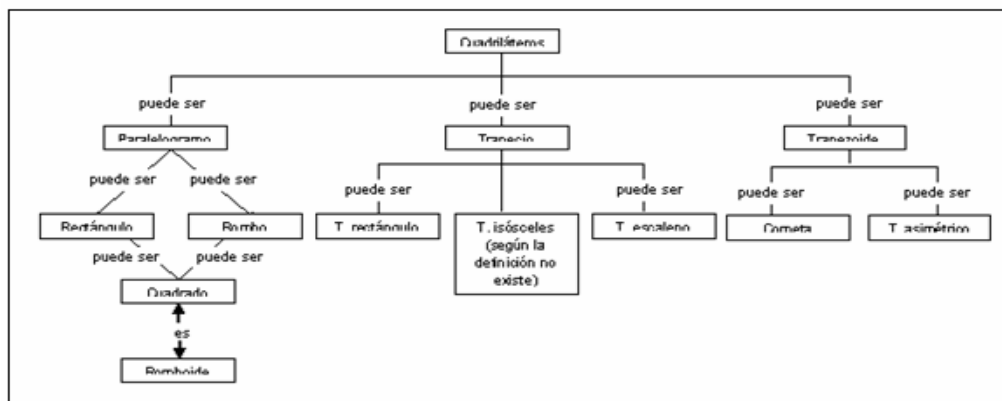 Cuadriláteros
puede ser
puede ser
puede ser
Paralelogramo
Trapecio
Trapezoide
puede ser
puede ser
puede ser
puede ser
puede ser
puede ser
Rectángulo
Rombo
T. rectángulo
T. isósceles
(según la
definición no
existe)
T. escaleno
Cometa
T. asimétrico
puede ser
puede ser
Cuadrado
es
Romboide